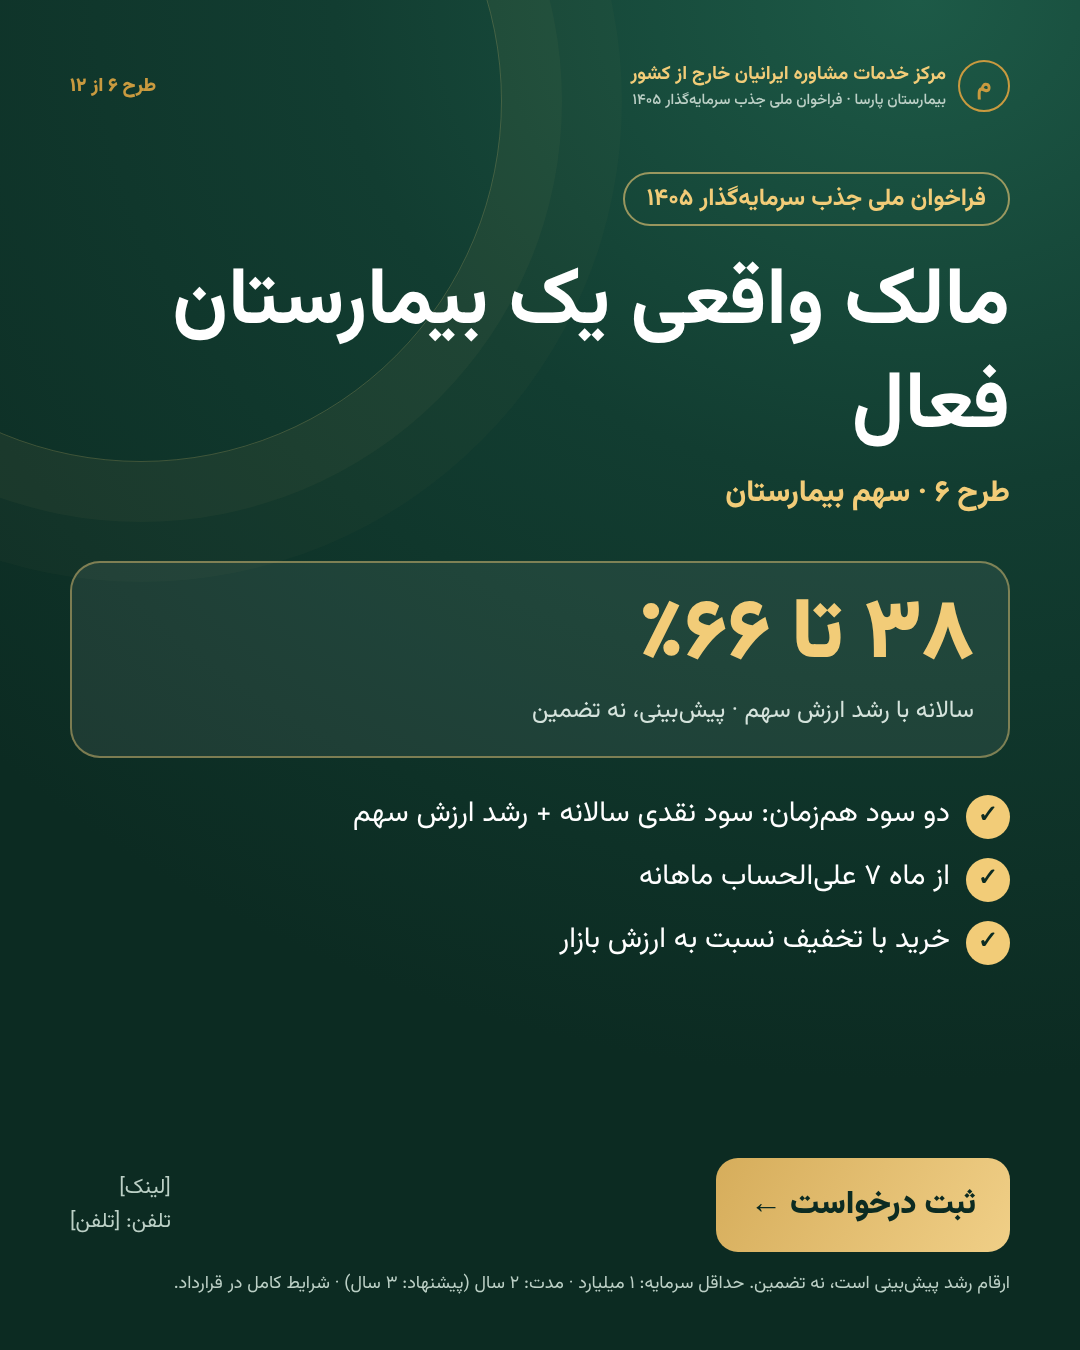 م
مرکز خدمات مشاوره ایرانیان خارج از کشور
بیمارستان پارسا · فراخوان ملی جذب سرمایه‌گذار ۱۴۰۵
طرح ۶ از ۱۲
فراخوان ملی جذب سرمایه‌گذار ۱۴۰۵
مالک واقعی یک بیمارستان
فعال
طرح ۶ · سهم بیمارستان
۳۸ تا ۶۶٪
سالانه با رشد ارزش سهم · پیش‌بینی، نه تضمین
✓ دو سود هم‌زمان: سود نقدی سالانه + رشد ارزش سهم
✓ از ماه ۷ علی‌الحساب ماهانه
✓ خرید با تخفیف نسبت به ارزش بازار
ثبت درخواست ←
[لینک]
تلفن: [تلفن]
ارقام رشد پیش‌بینی است، نه تضمین. حداقل سرمایه: ۱ میلیارد · مدت: ۲ سال (پیشنهاد: ۳ سال) · شرایط کامل در قرارداد.